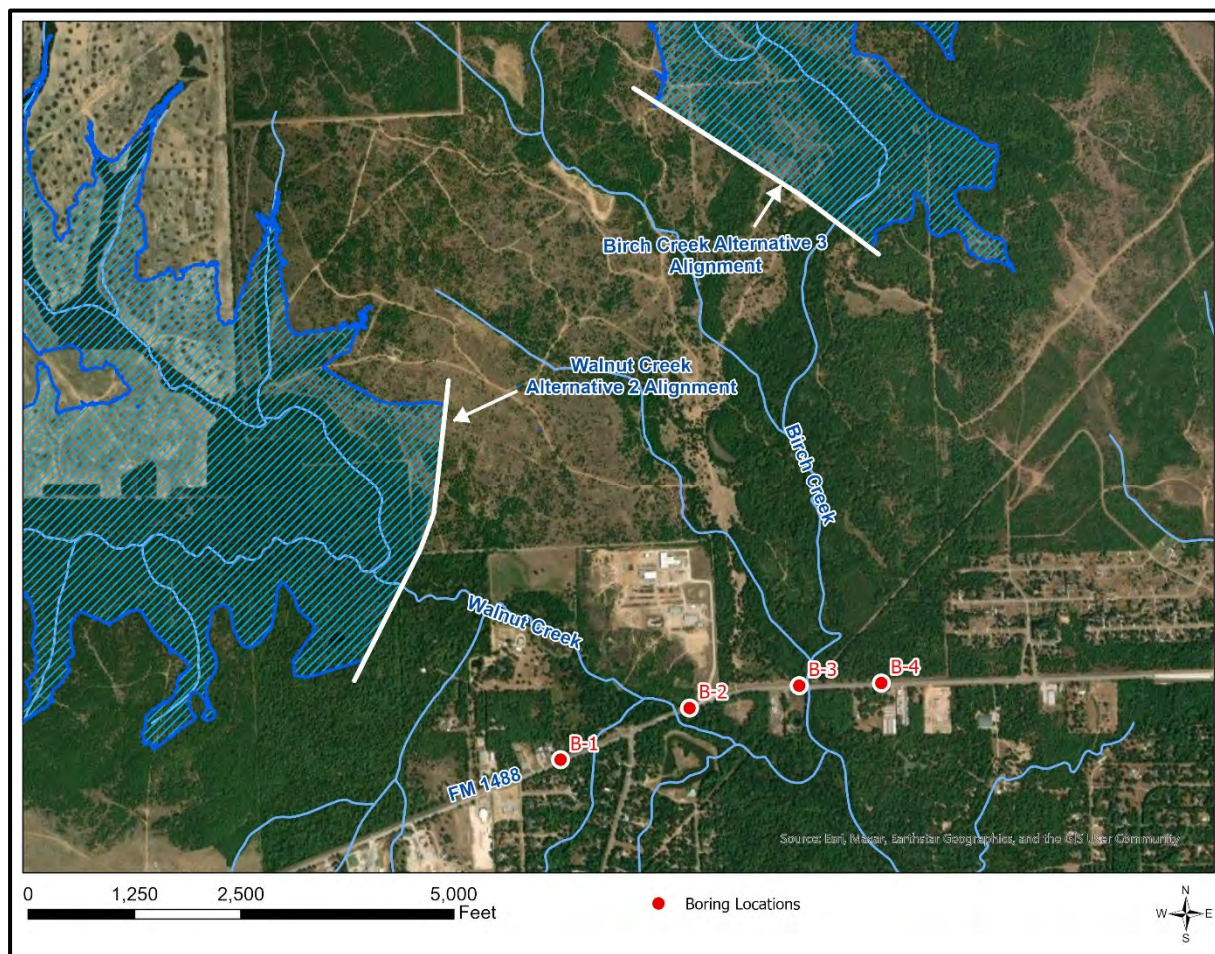 Birch Creek Alternative 3
Alignment
Walnut Creek
Alternative 2 Alignment
Birch Creek
Walnut Creek
B-3
B-4
B-2
B-1
FM 1488
Source: Esri, Maxar, Earthstar Geographics, and the GIS User Community
0 1,250 2,500 5,000
Feet
Boring Locations
N
W E
S